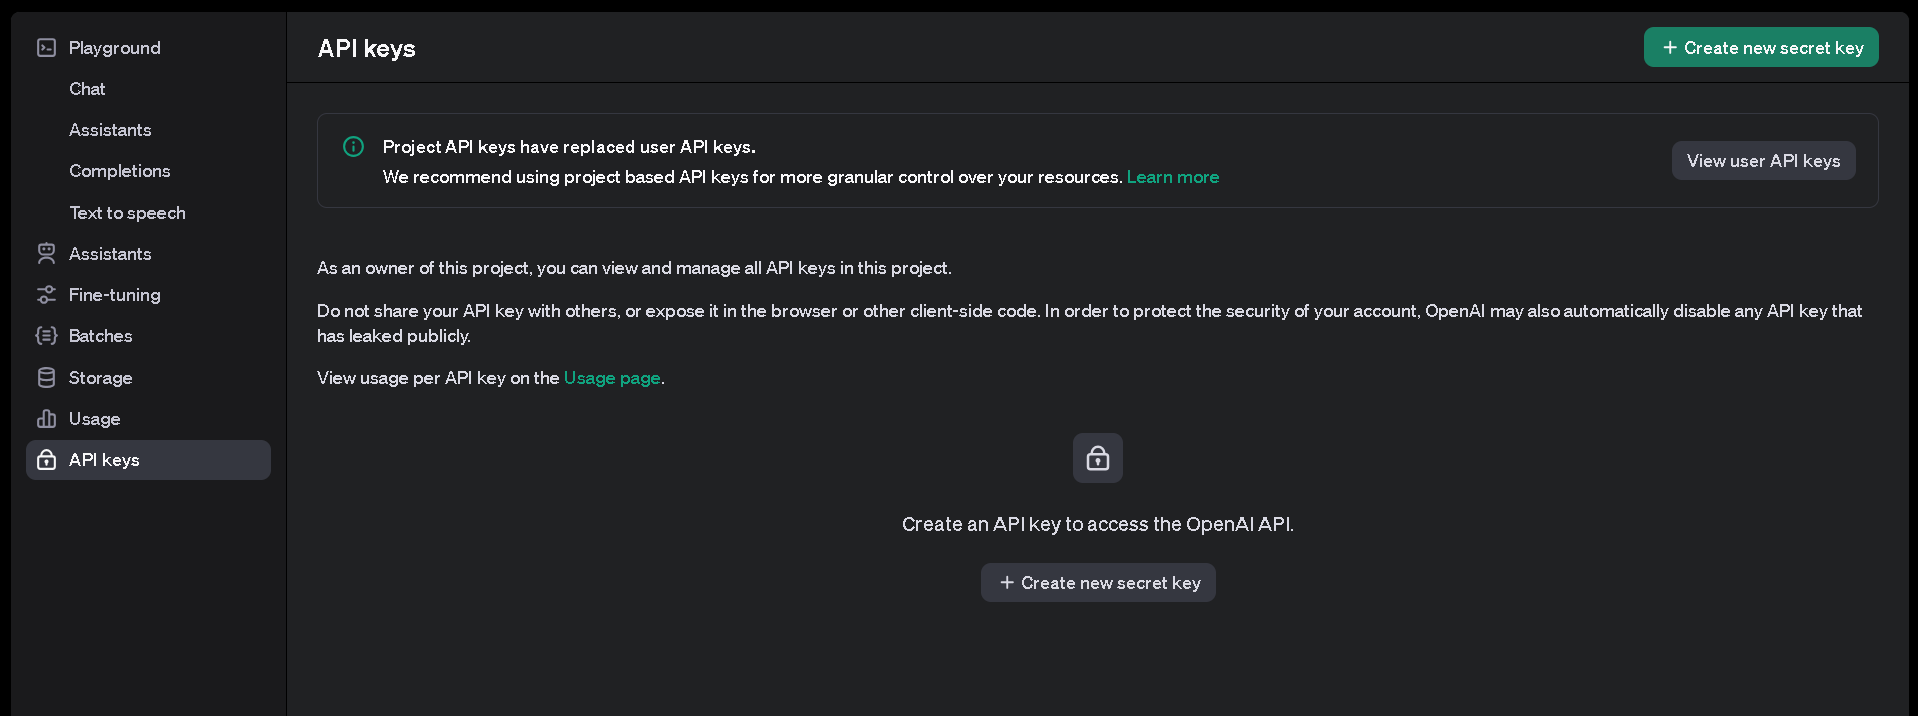 Playground
Chat
Assistants
Completions
Text to speech
Assistants
Fine-tuning
Batches
Storage
Usage
API keys
API keys
+ Create new secret key
Project API keys have replaced user API keys.
We recommend using project based API keys for more granular control over your resources. Learn more
View user API keys
As an owner of this project, you can view and manage all API keys in this project.
Do not share your API key with others, or expose it in the browser or other client-side code. In order to protect the security of your account, OpenAI may also automatically disable any API key that
has leaked publicly.
View usage per API key on the Usage page.
Create an API key to access the OpenAI API.
+ Create new secret key